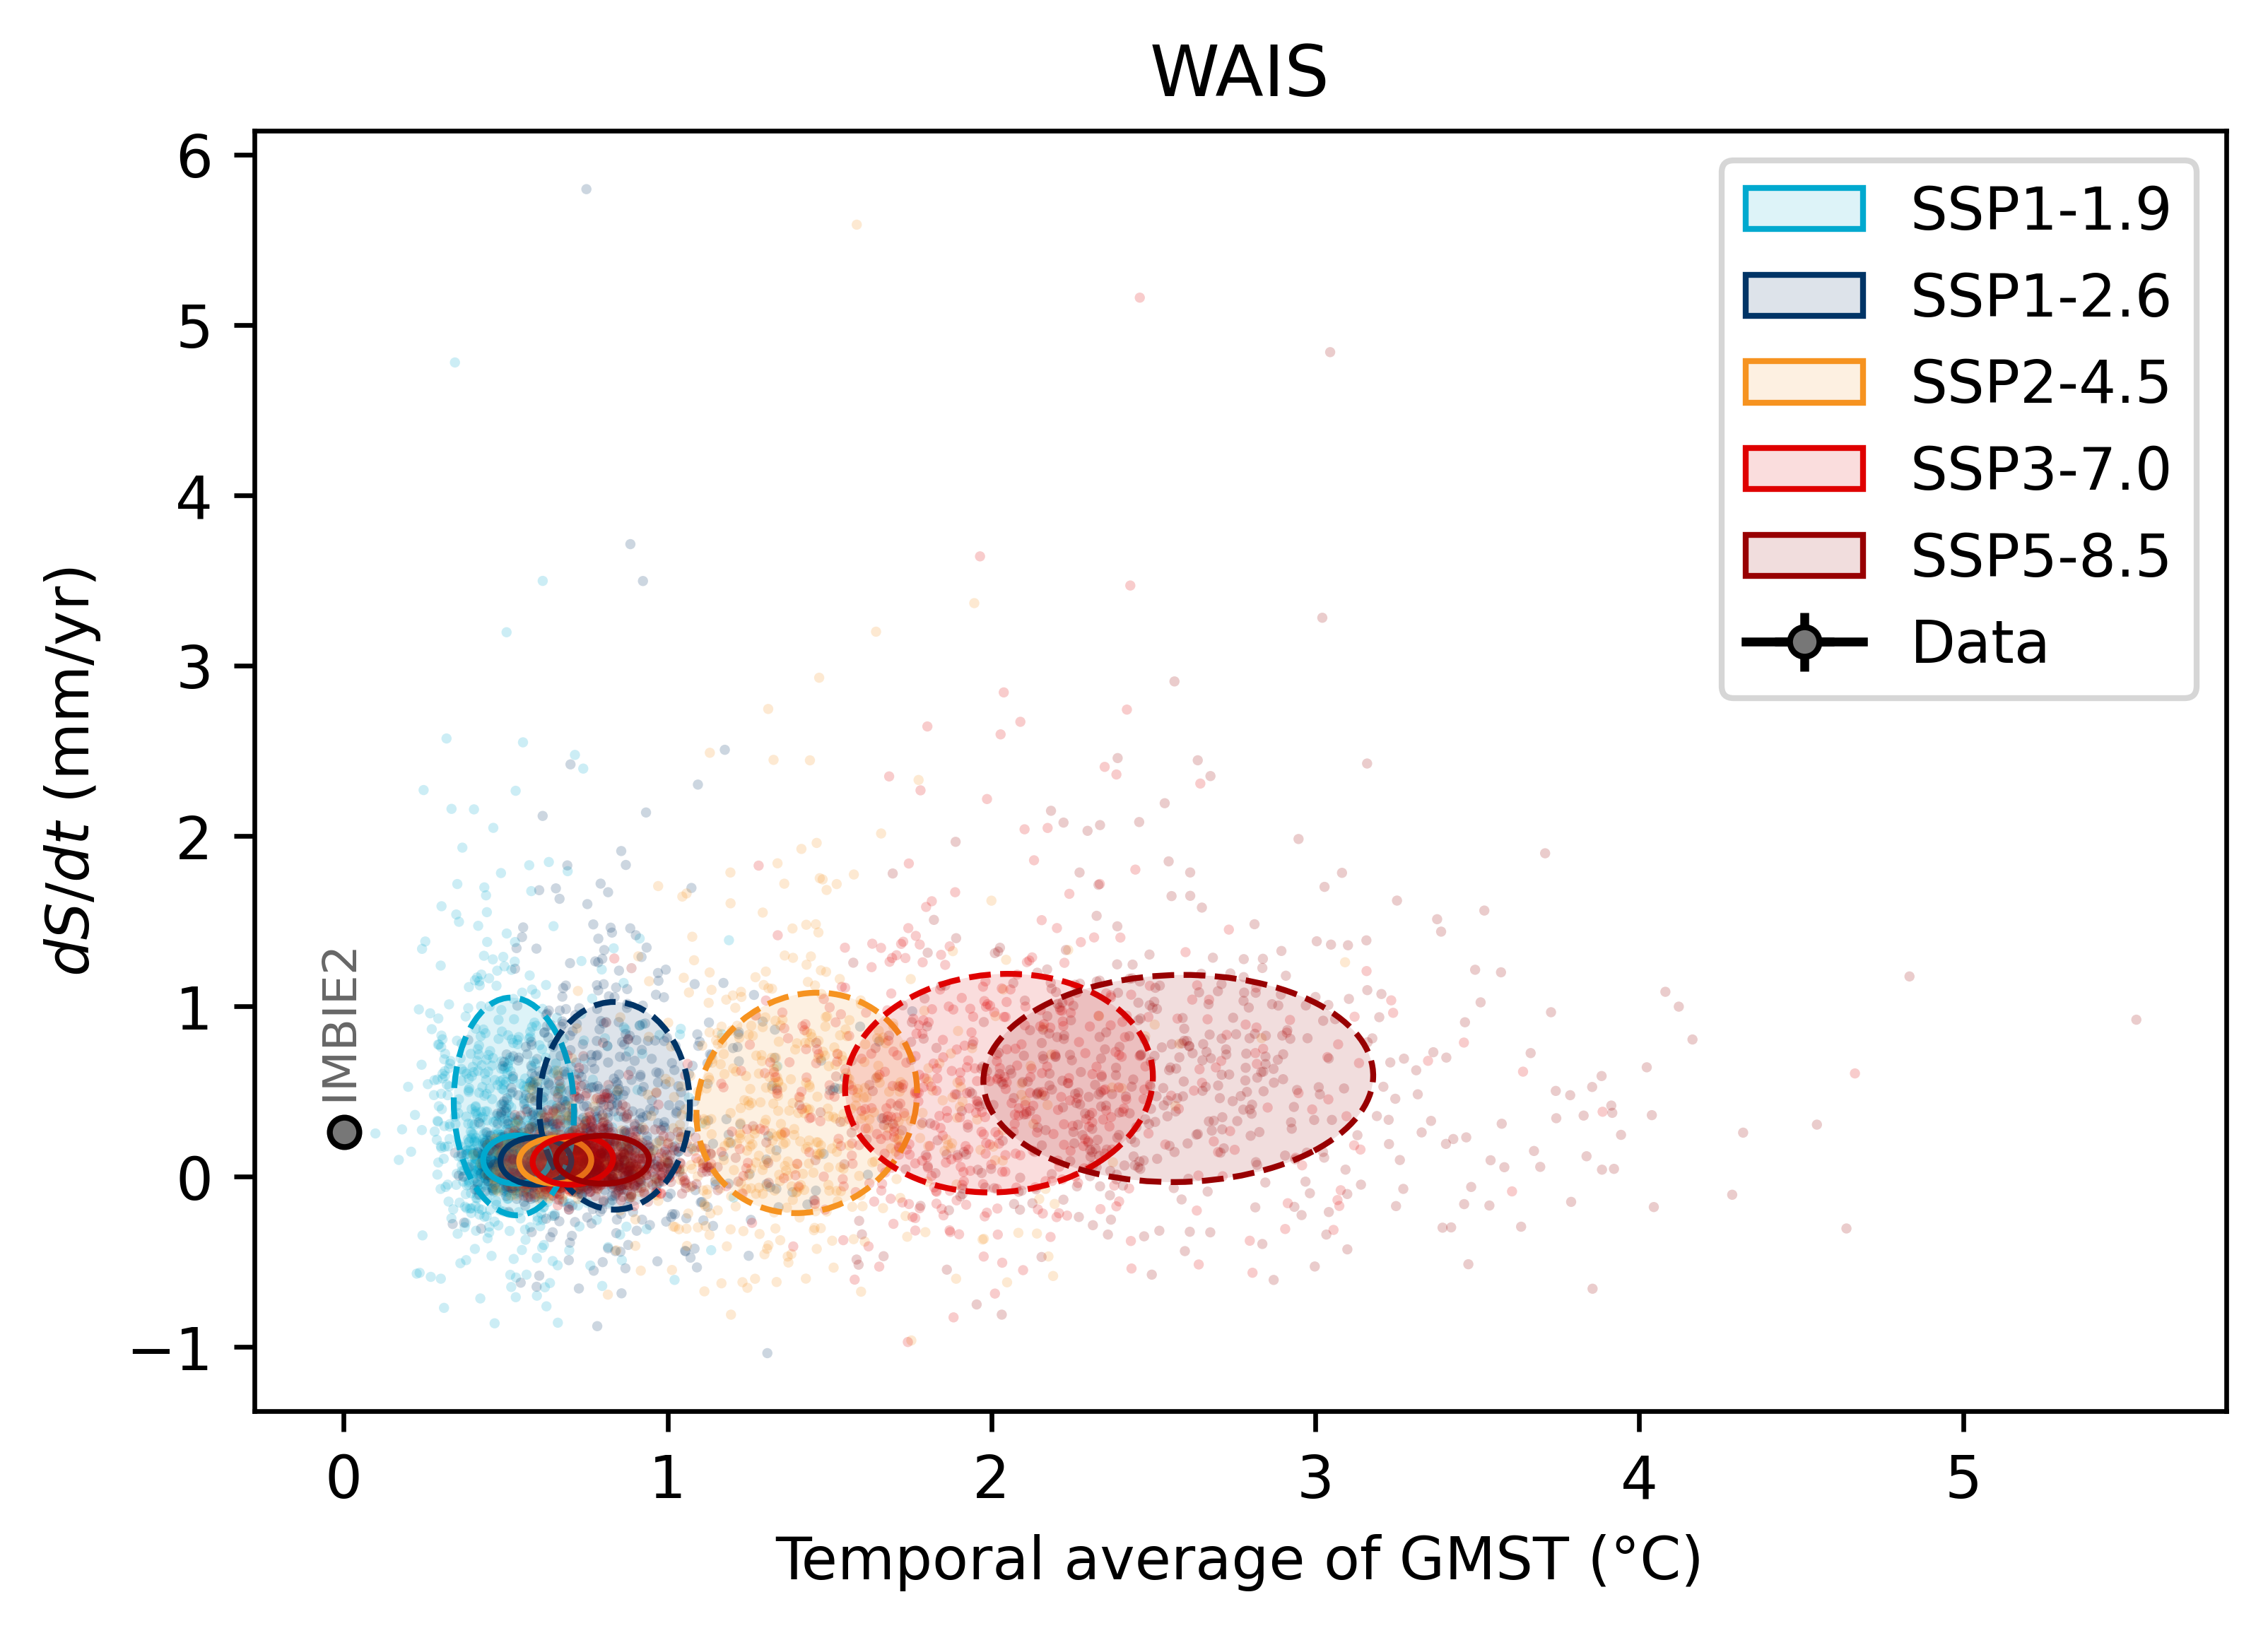 WAIS
6
5
4
3
2
1
0
−1
dS/dt (mm/yr)
IMBIE2
SSP1-1.9
SSP1-2.6
SSP2-4.5
SSP3-7.0
SSP5-8.5
Data
0 1 2 3 4 5
Temporal average of GMST (°C)